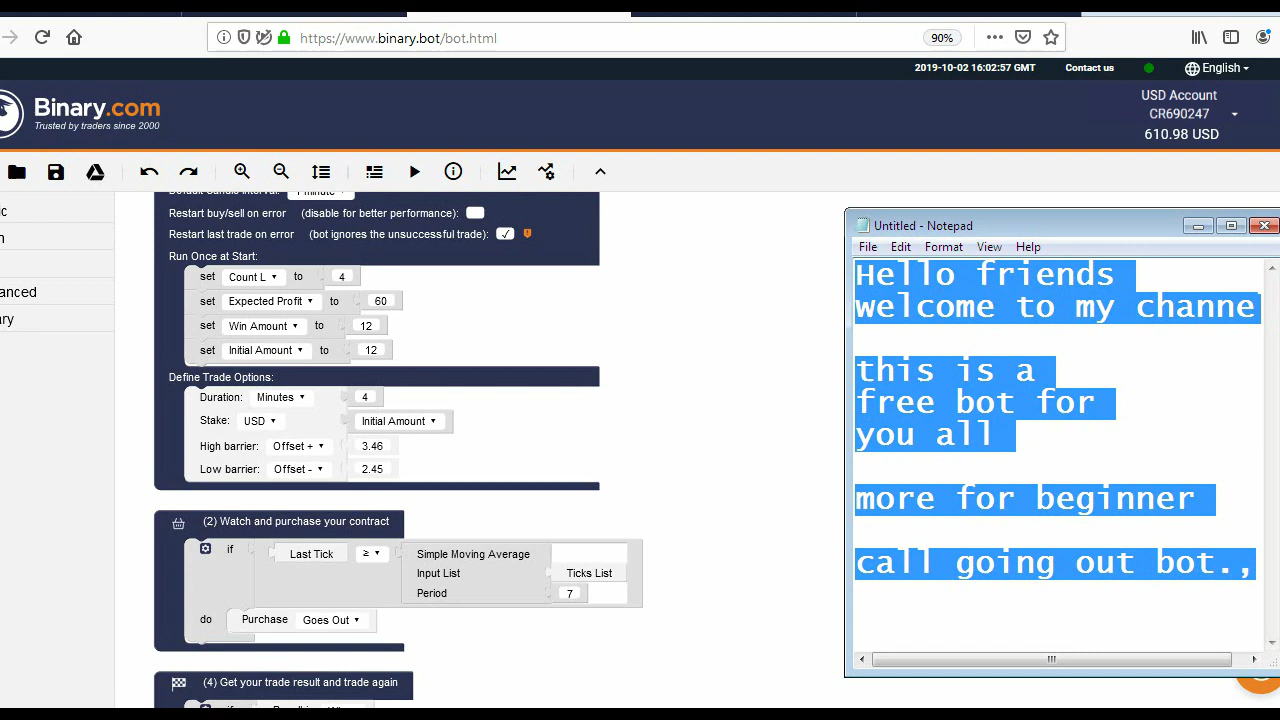 https://www.binary.bot/bot.html
90%
2019-10-02 16:02:57 GMT
Contact us
English
Binary.com
Trusted by traders since 2000
USD Account
CR690247
610.98 USD
Restart buy/sell on error (disable for better performance):
Restart last trade on error (bot ignores the unsuccessful trade):
Run Once at Start:
set Count L to 4
set Expected Profit to 60
set Win Amount to 12
set Initial Amount to 12
Define Trade Options:
Duration: Minutes 4
Stake: USD Initial Amount
High barrier: Offset + 3.46
Low barrier: Offset - 2.45
(2) Watch and purchase your contract
if Last Tick ≥ Simple Moving Average
Input List Ticks List
Period 7
do Purchase Goes Out
(4) Get your trade result and trade again
Untitled - Notepad
File Edit Format View Help
Hello friends
welcome to my channe
this is a
free bot for
you all
more for beginner
call going out bot.,